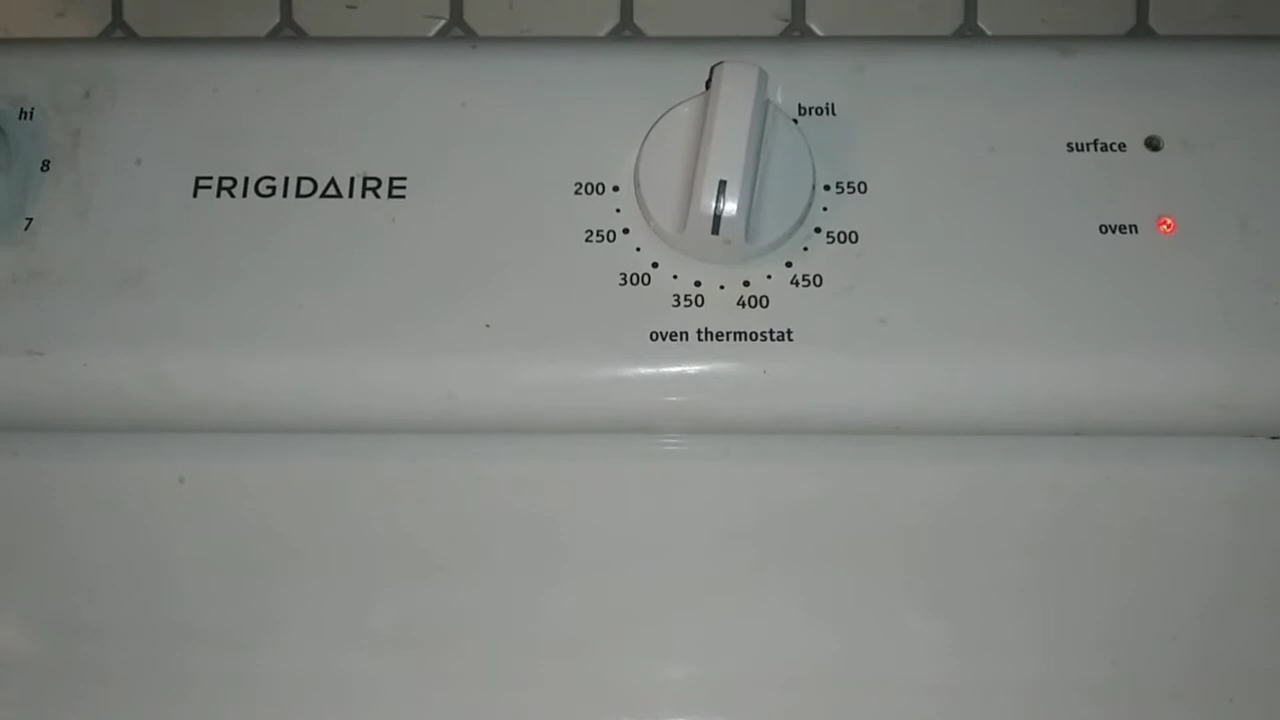 hi
8
7
FRIGIDAIRE
broil
200
550
250
500
300
450
350
400
oven thermostat
surface
oven